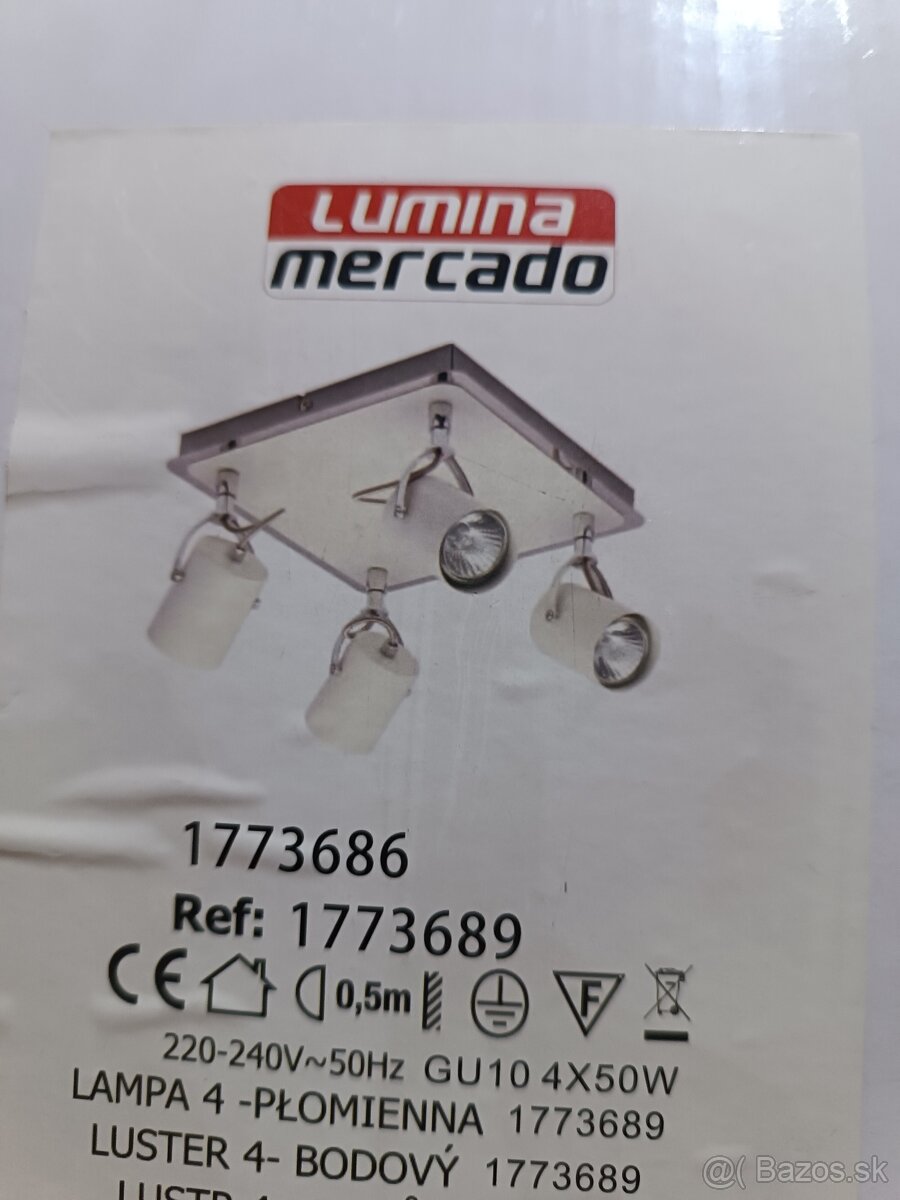 Lumina
mercado
1773686
Ref: 1773689
CE 0,5m F
220-240V~50Hz GU10 4X50W
LAMPA 4 -PŁOMIENNA 1773689
LUSTER 4- BODOVÝ 1773689
@( Bazos.sk